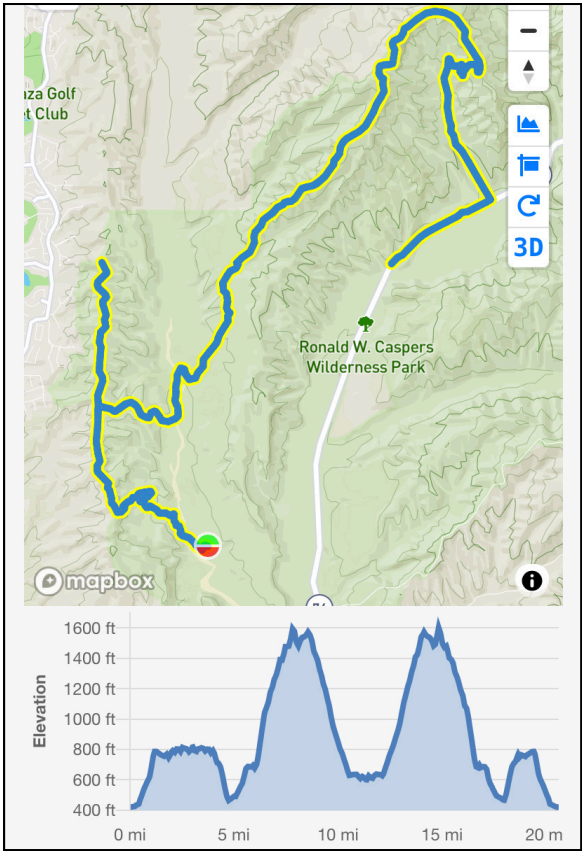 aza Golf
et Club
3D
Ronald W. Caspers
Wilderness Park
mapbox
1600 ft
1400 ft
1200 ft
1000 ft
800 ft
600 ft
400 ft
Elevation
0 mi
5 mi
10 mi
15 mi
20 m